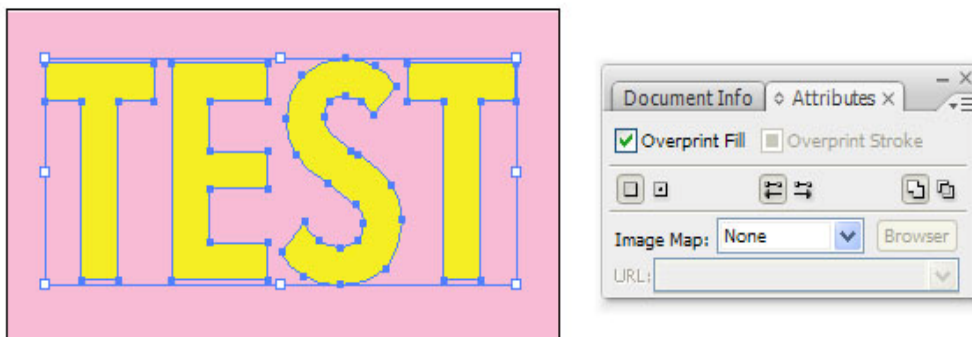 TEST
Document Info Attributes
Overprint Fill Overprint Stroke
Image Map: None Browser
URL: